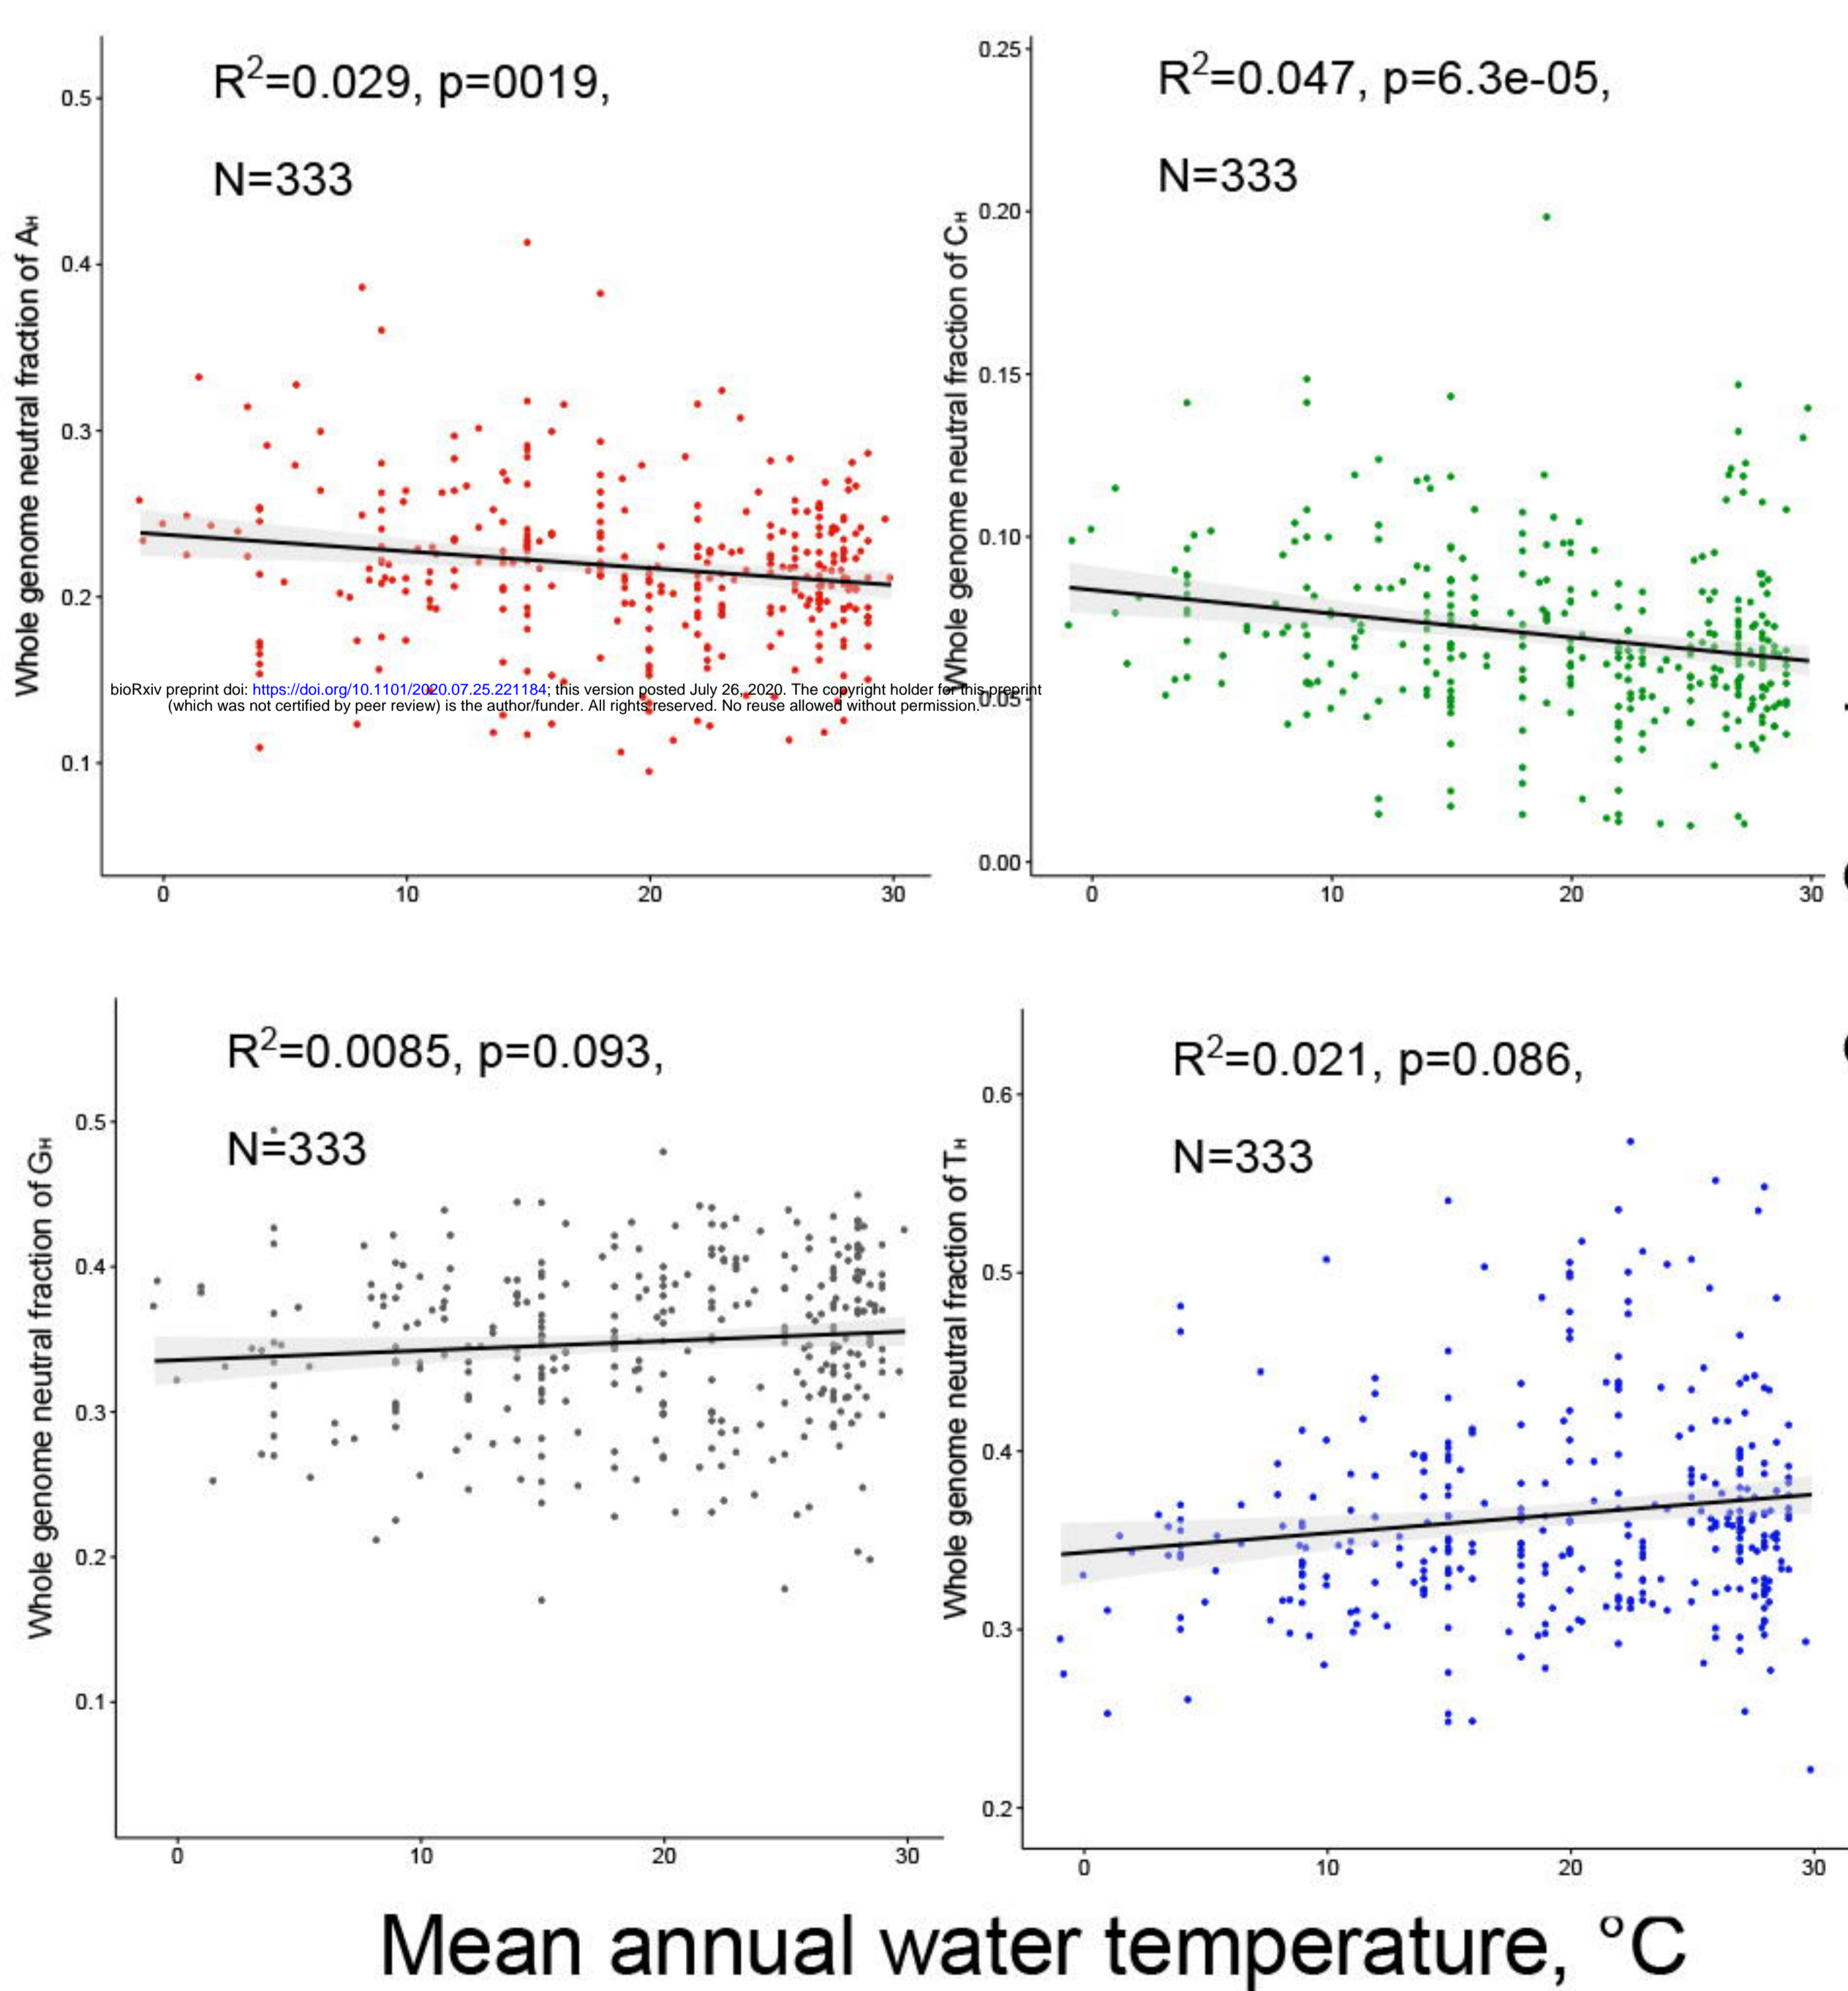 R²=0.029, p=0019,
N=333
Whole genome neutral fraction of Aʜ
0.5
0.4
0.3
0.2
0.1
0 10 20 30
R²=0.047, p=6.3e-05,
N=333
Whole genome neutral fraction of Cʜ
0.25
0.20
0.15
0.10
0.05
0.00
0 10 20 30
bioRxiv preprint doi: https://doi.org/10.1101/2020.07.25.221184; this version posted July 26, 2020. The copyright holder for this preprint
(which was not certified by peer review) is the author/funder. All rights reserved. No reuse allowed without permission.
R²=0.0085, p=0.093,
N=333
Whole genome neutral fraction of Gʜ
0.5
0.4
0.3
0.2
0.1
0 10 20 30
R²=0.021, p=0.086,
N=333
Whole genome neutral fraction of Tʜ
0.6
0.5
0.4
0.3
0.2
0 10 20 30
Mean annual water temperature, °C